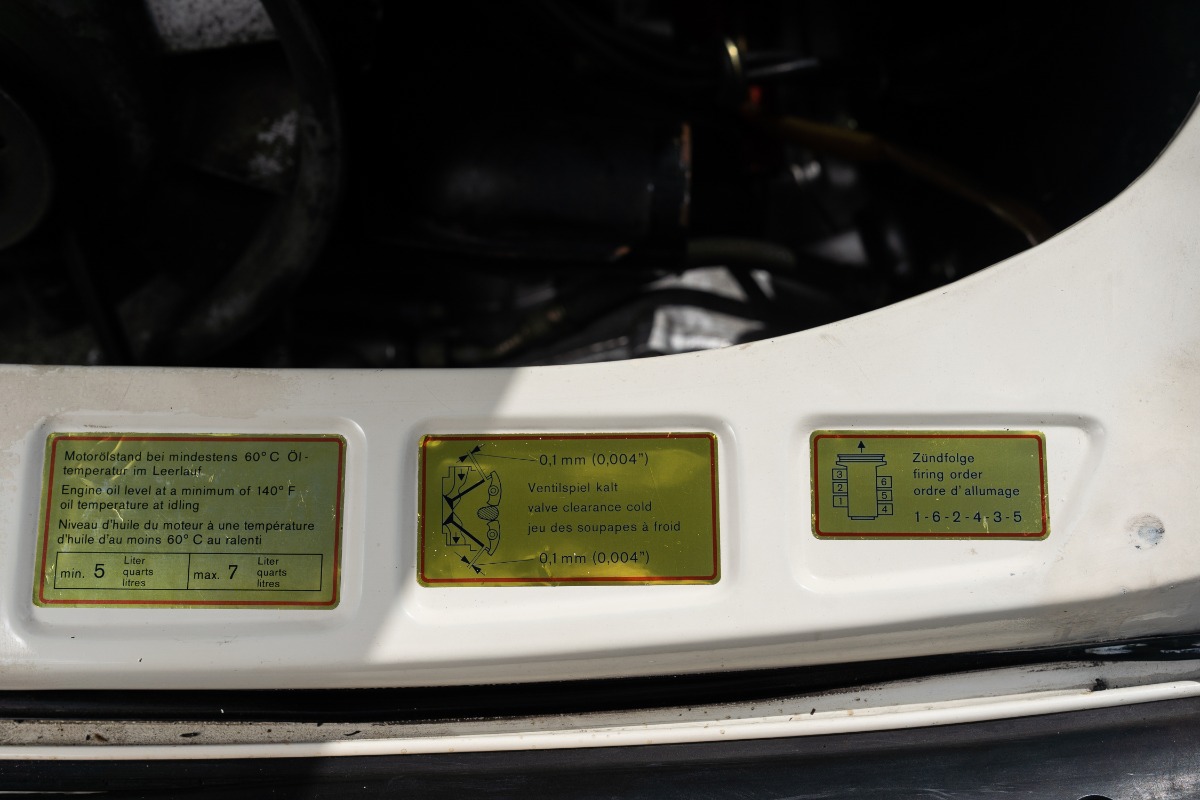 Motorölstand bei mindestens 60° C Öl-
temperatur im Leerlauf
Engine oil level at a minimum of 140° F
oil temperature at idling
Niveau d'huile du moteur à une température
d'huile d'au moins 60° C au ralenti
min. 5 Liter quarts litres max. 7 Liter quarts litres
0,1 mm (0,004")
Ventilspiel kalt
valve clearance cold
jeu des soupapes à froid
0,1 mm (0,004")
Zündfolge
firing order
ordre d'allumage
1-6-2-4-3-5
3
2
1
6
5
4